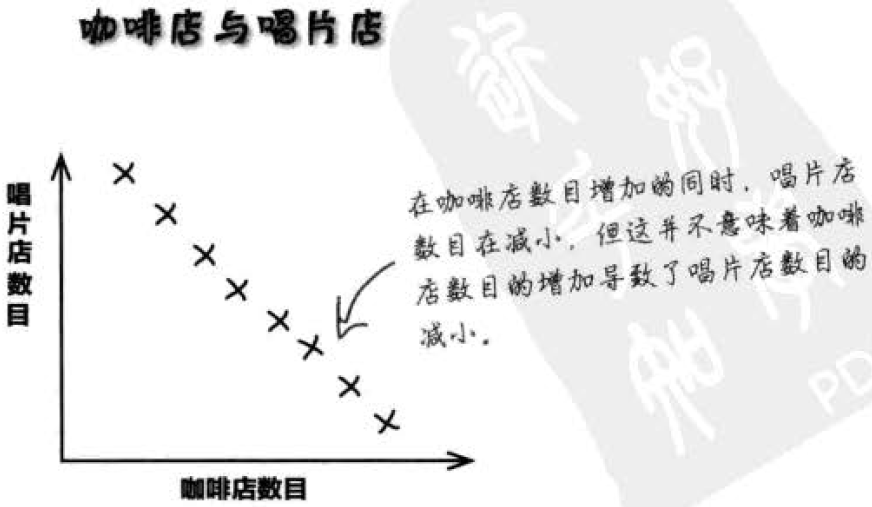 咖啡店与唱片店
唱片店数目
在咖啡店数目增加的同时，唱片店
数目在减小，但这并不意味着咖啡
店数目的增加导致了唱片店数目的
减小。
咖啡店数目
PD